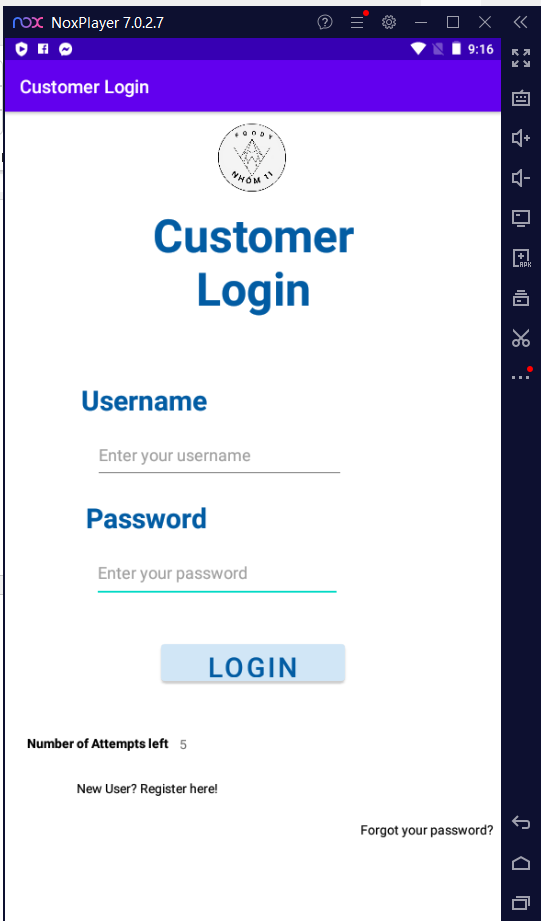 nox NoxPlayer 7.0.2.7
9:16
Customer Login
FOODY
NHÓM 11
Customer
Login
Username
Enter your username
Password
Enter your password
LOGIN
Number of Attempts left 5
New User? Register here!
Forgot your password?
APK